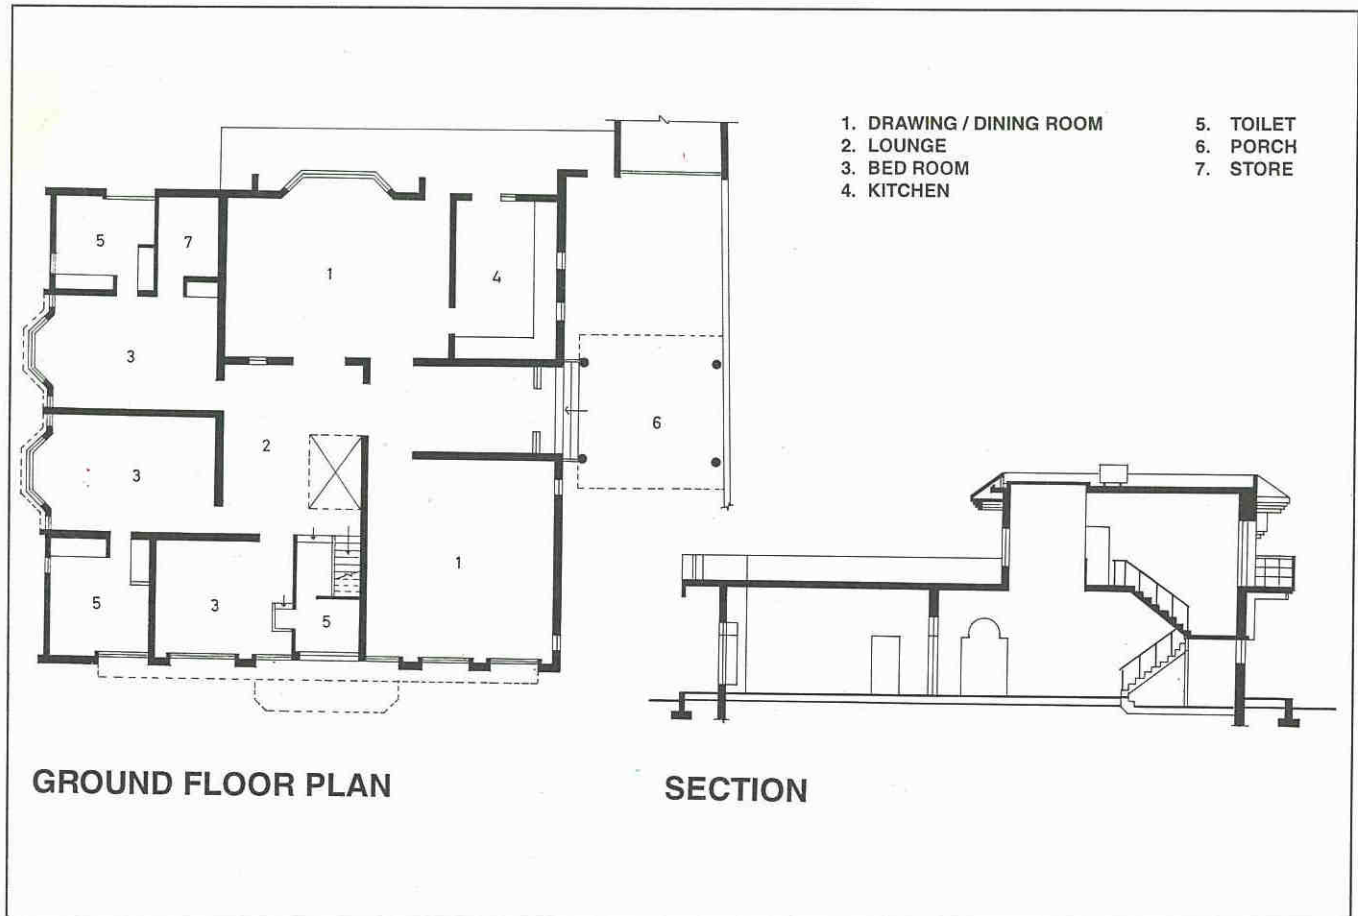 1. DRAWING / DINING ROOM
2. LOUNGE
3. BED ROOM
4. KITCHEN
5. TOILET
6. PORCH
7. STORE
5
7
1
4
3
6
2
3
1
5
3
5
GROUND FLOOR PLAN
SECTION